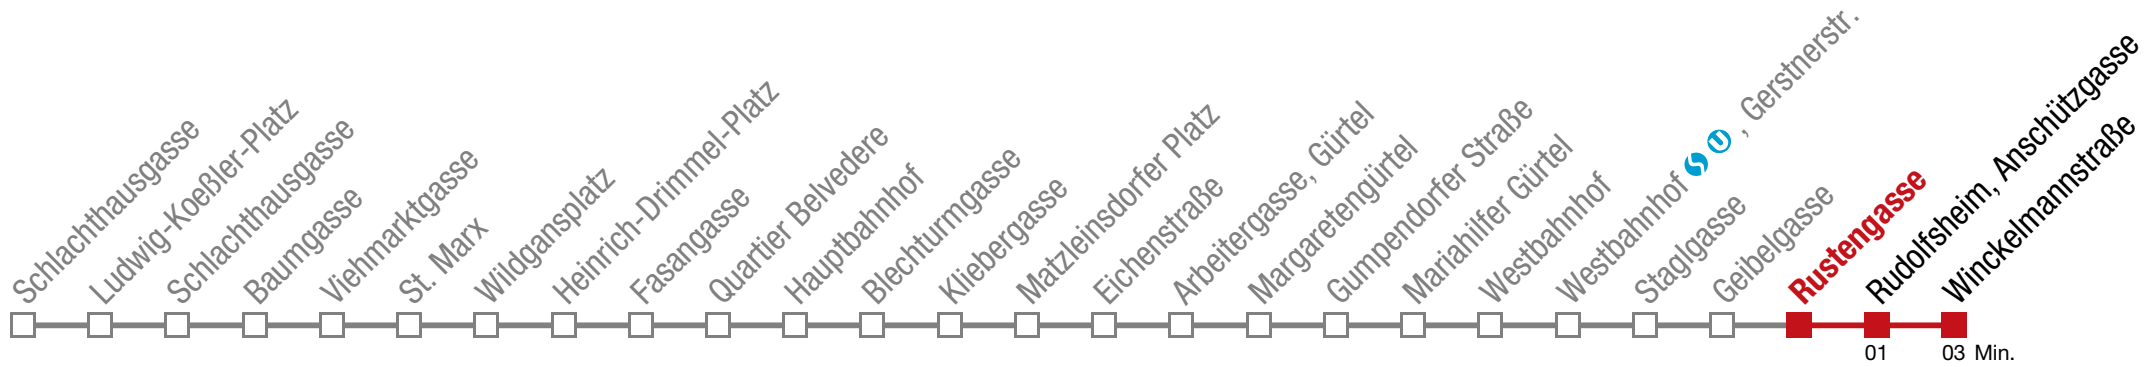 Schlachthausgasse
Ludwig-Koeßler-Platz
Schlachthausgasse
Baumgasse
Viehmarktgasse
St. Marx
Wildgansplatz
Heinrich-Drimmel-Platz
Fasangasse
Quartier Belvedere
Hauptbahnhof
Blechturmgasse
Kliebergasse
Matzleinsdorfer Platz
Eichenstraße
Arbeitergasse, Gürtel
Margaretengürtel
Gumpendorfer Straße
Mariahilfer Gürtel
Westbahnhof
Westbahnhof S U , Gerstnerstr.
Staglgasse
Geibelgasse
Rustengasse
Rudolfsheim, Anschützgasse
Winckelmannstraße
01 03 Min.